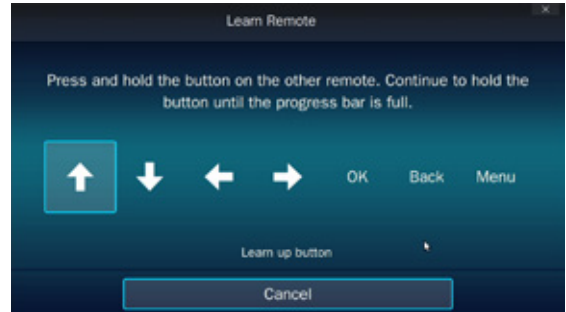 Learn Remote
Press and hold the button on the other remote. Continue to hold the
button until the progress bar is full.
OK Back Menu
Learn up button
Cancel